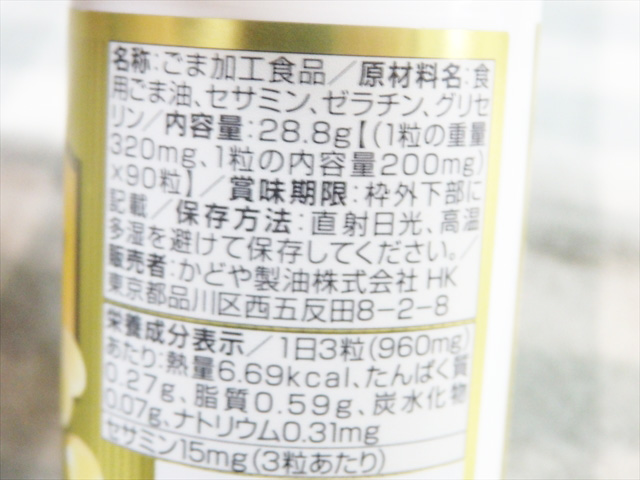 名称:ごま加工食品/原材料名:食
用ごま油、セサミン、ゼラチン、グリセ
リン/内容量:28.8g【(1粒の重量
320mg、1粒の内容量200mg)
×90粒】/賞味期限:枠外下部に
記載/保存方法:直射日光、高温
多湿を避けて保存してください。/
販売者:かどや製油株式会社 HK
東京都品川区西五反田8-2-8
栄養成分表示/1日3粒(960mg)
あたり:熱量6.69kcal、たんぱく質
0.27g、脂質0.59g、炭水化物
0.07g、ナトリウム0.31mg
セサミン15mg(3粒あたり)